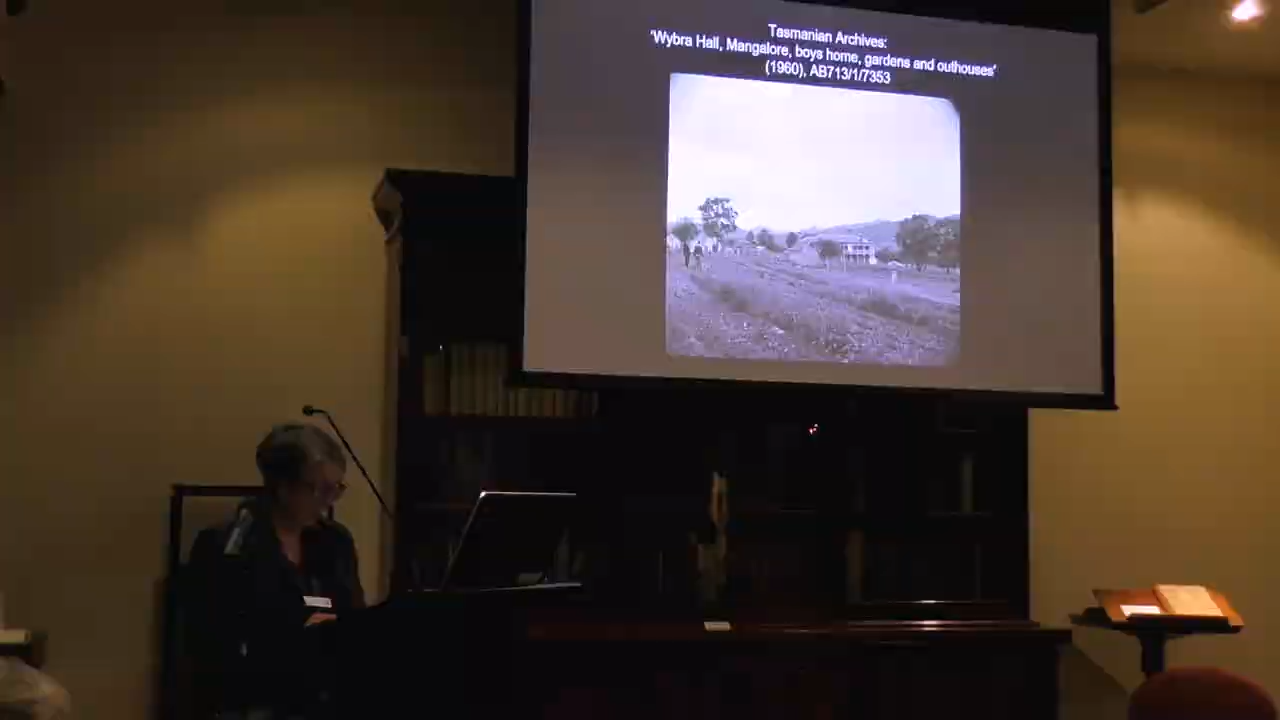 Tasmanian Archives:
'Wybra Hall, Mangalore, boys home, gardens and outhouses'
(1960), AB713/1/7353